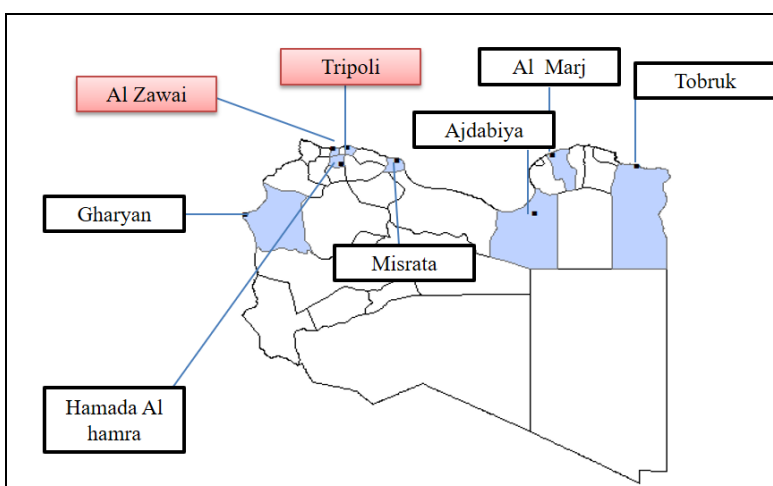 Tripoli
Al Marj
Tobruk
Al Zawai
Ajdabiya
Gharyan
Misrata
Hamada Al
hamra